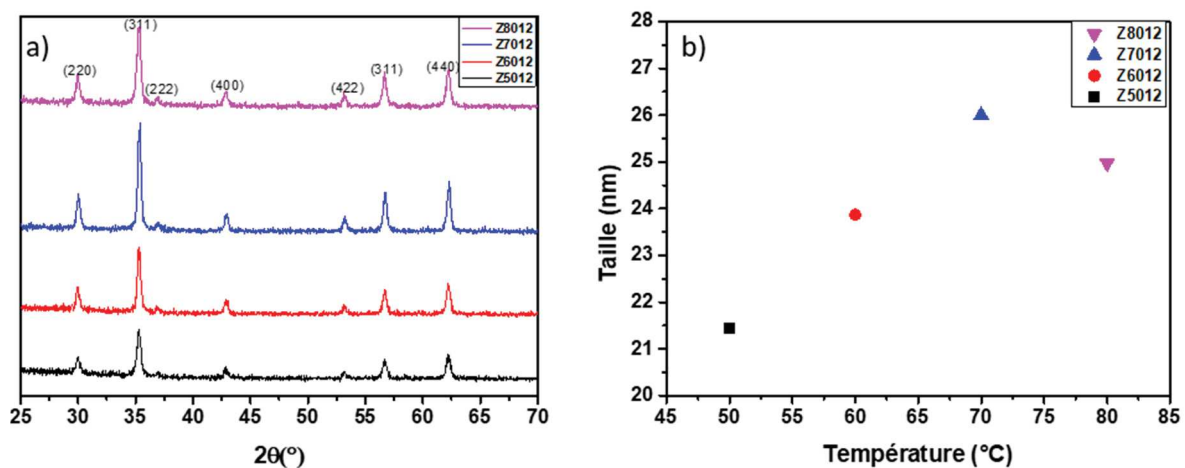 a)
(220)
(311)
(222)
(400)
(422)
(311)
(440)
Z8012
Z7012
Z6012
Z5012
25 30 35 40 45 50 55 60 65 70
2θ(°)
b)
Z8012
Z7012
Z6012
Z5012
28
27
26
25
24
23
22
21
20
Taille (nm)
45 50 55 60 65 70 75 80 85
Température (°C)